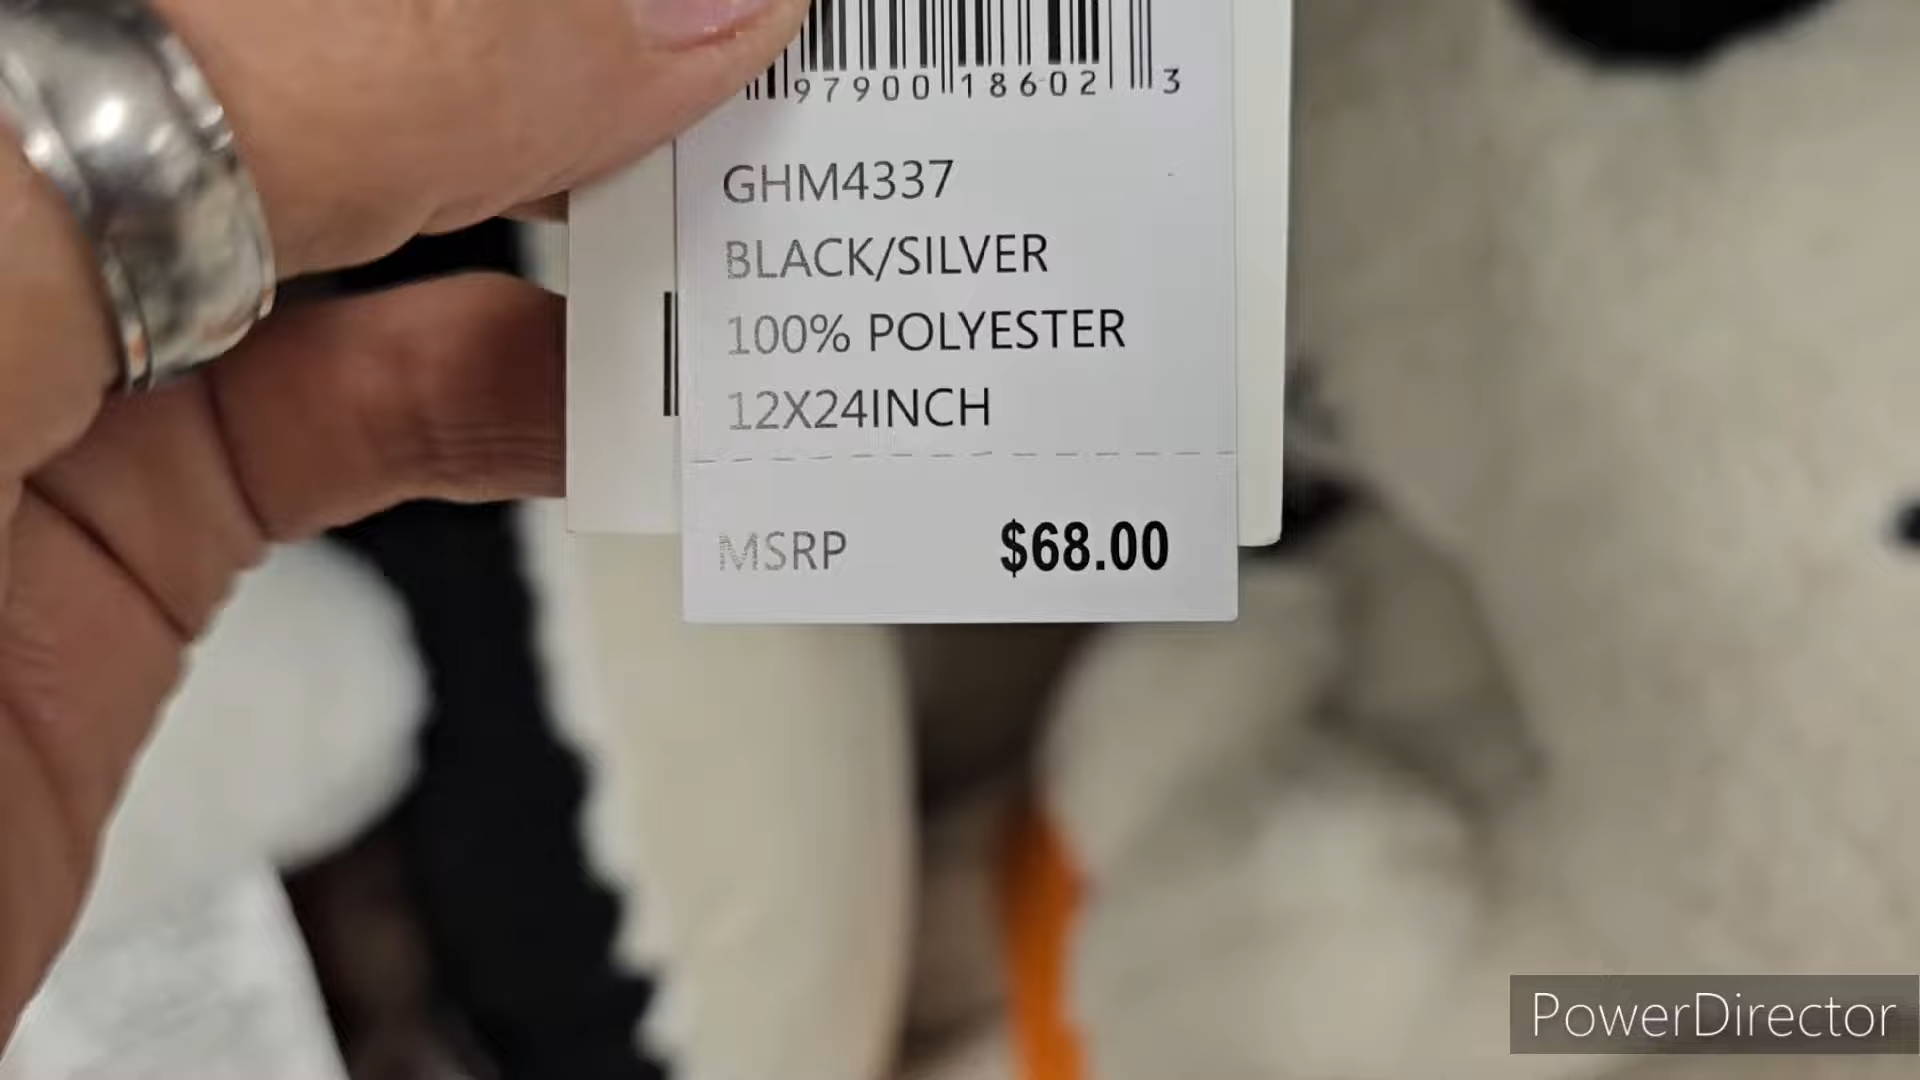 97900 18602 3
GHM4337
BLACK/SILVER
100% POLYESTER
12X24INCH
MSRP $68.00
PowerDirector